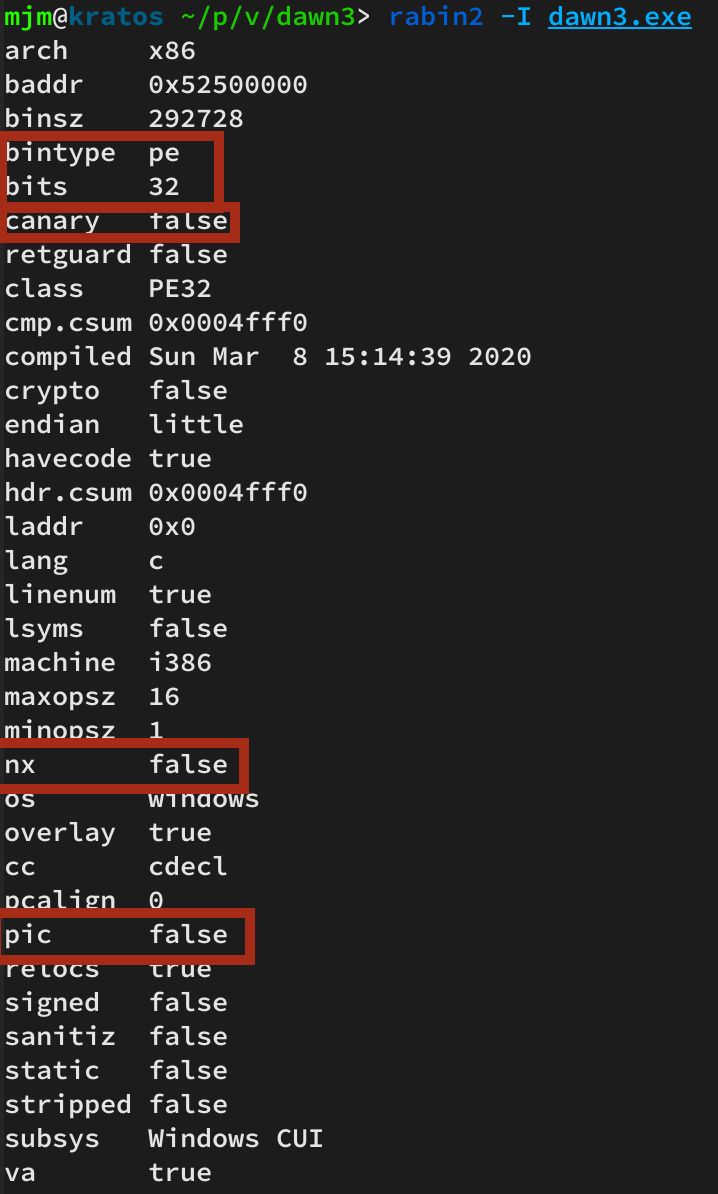 mjm@kratos ~/p/v/dawn3> rabin2 -I dawn3.exe
arch     x86
baddr    0x52500000
binsz    292728
bintype  pe
bits     32
canary   false
retguard false
class    PE32
cmp.csum 0x0004fff0
compiled Sun Mar  8 15:14:39 2020
crypto   false
endian   little
havecode true
hdr.csum 0x0004fff0
laddr    0x0
lang     c
linenum  true
lsyms    false
machine  i386
maxopsz  16
minopsz  1
nx       false
os       windows
overlay  true
cc       cdecl
pcalign  0
pic      false
relocs   true
signed   false
sanitiz  false
static   false
stripped false
subsys   Windows CUI
va       true